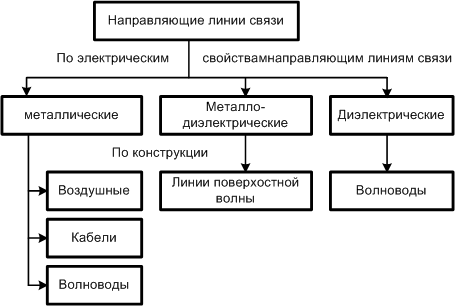 Направляющие линии связи
По электрическим свойствамнаправляющим линиям связи
металлические
Металло-
диэлектрические
Диэлектрические
По конструкции
Воздушные
Кабели
Волноводы
Линии поверхостной
волны
Волноводы